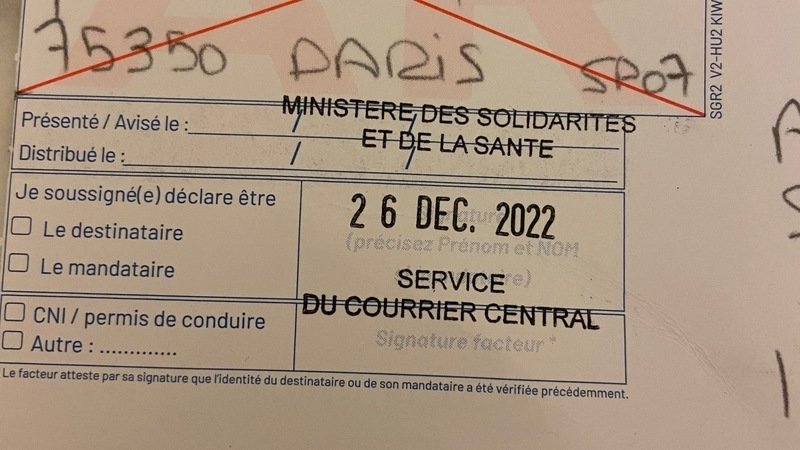 75350 PARIS SP07
SGR2 V2-HU2 KIW
MINISTERE DES SOLIDARITES
ET DE LA SANTE
Présenté / Avisé le : / /
Distribué le : / /
Je soussigné(e) déclare être
Le destinataire
Le mandataire
26 DEC. 2022
Signature
(précisez Prénom et NOM
SERVICE
DU COURRIER CENTRAL
CNI / permis de conduire
Autre : .............
Signature facteur *
Le facteur atteste par sa signature que l'identité du destinataire ou de son mandataire a été vérifiée précédemment.